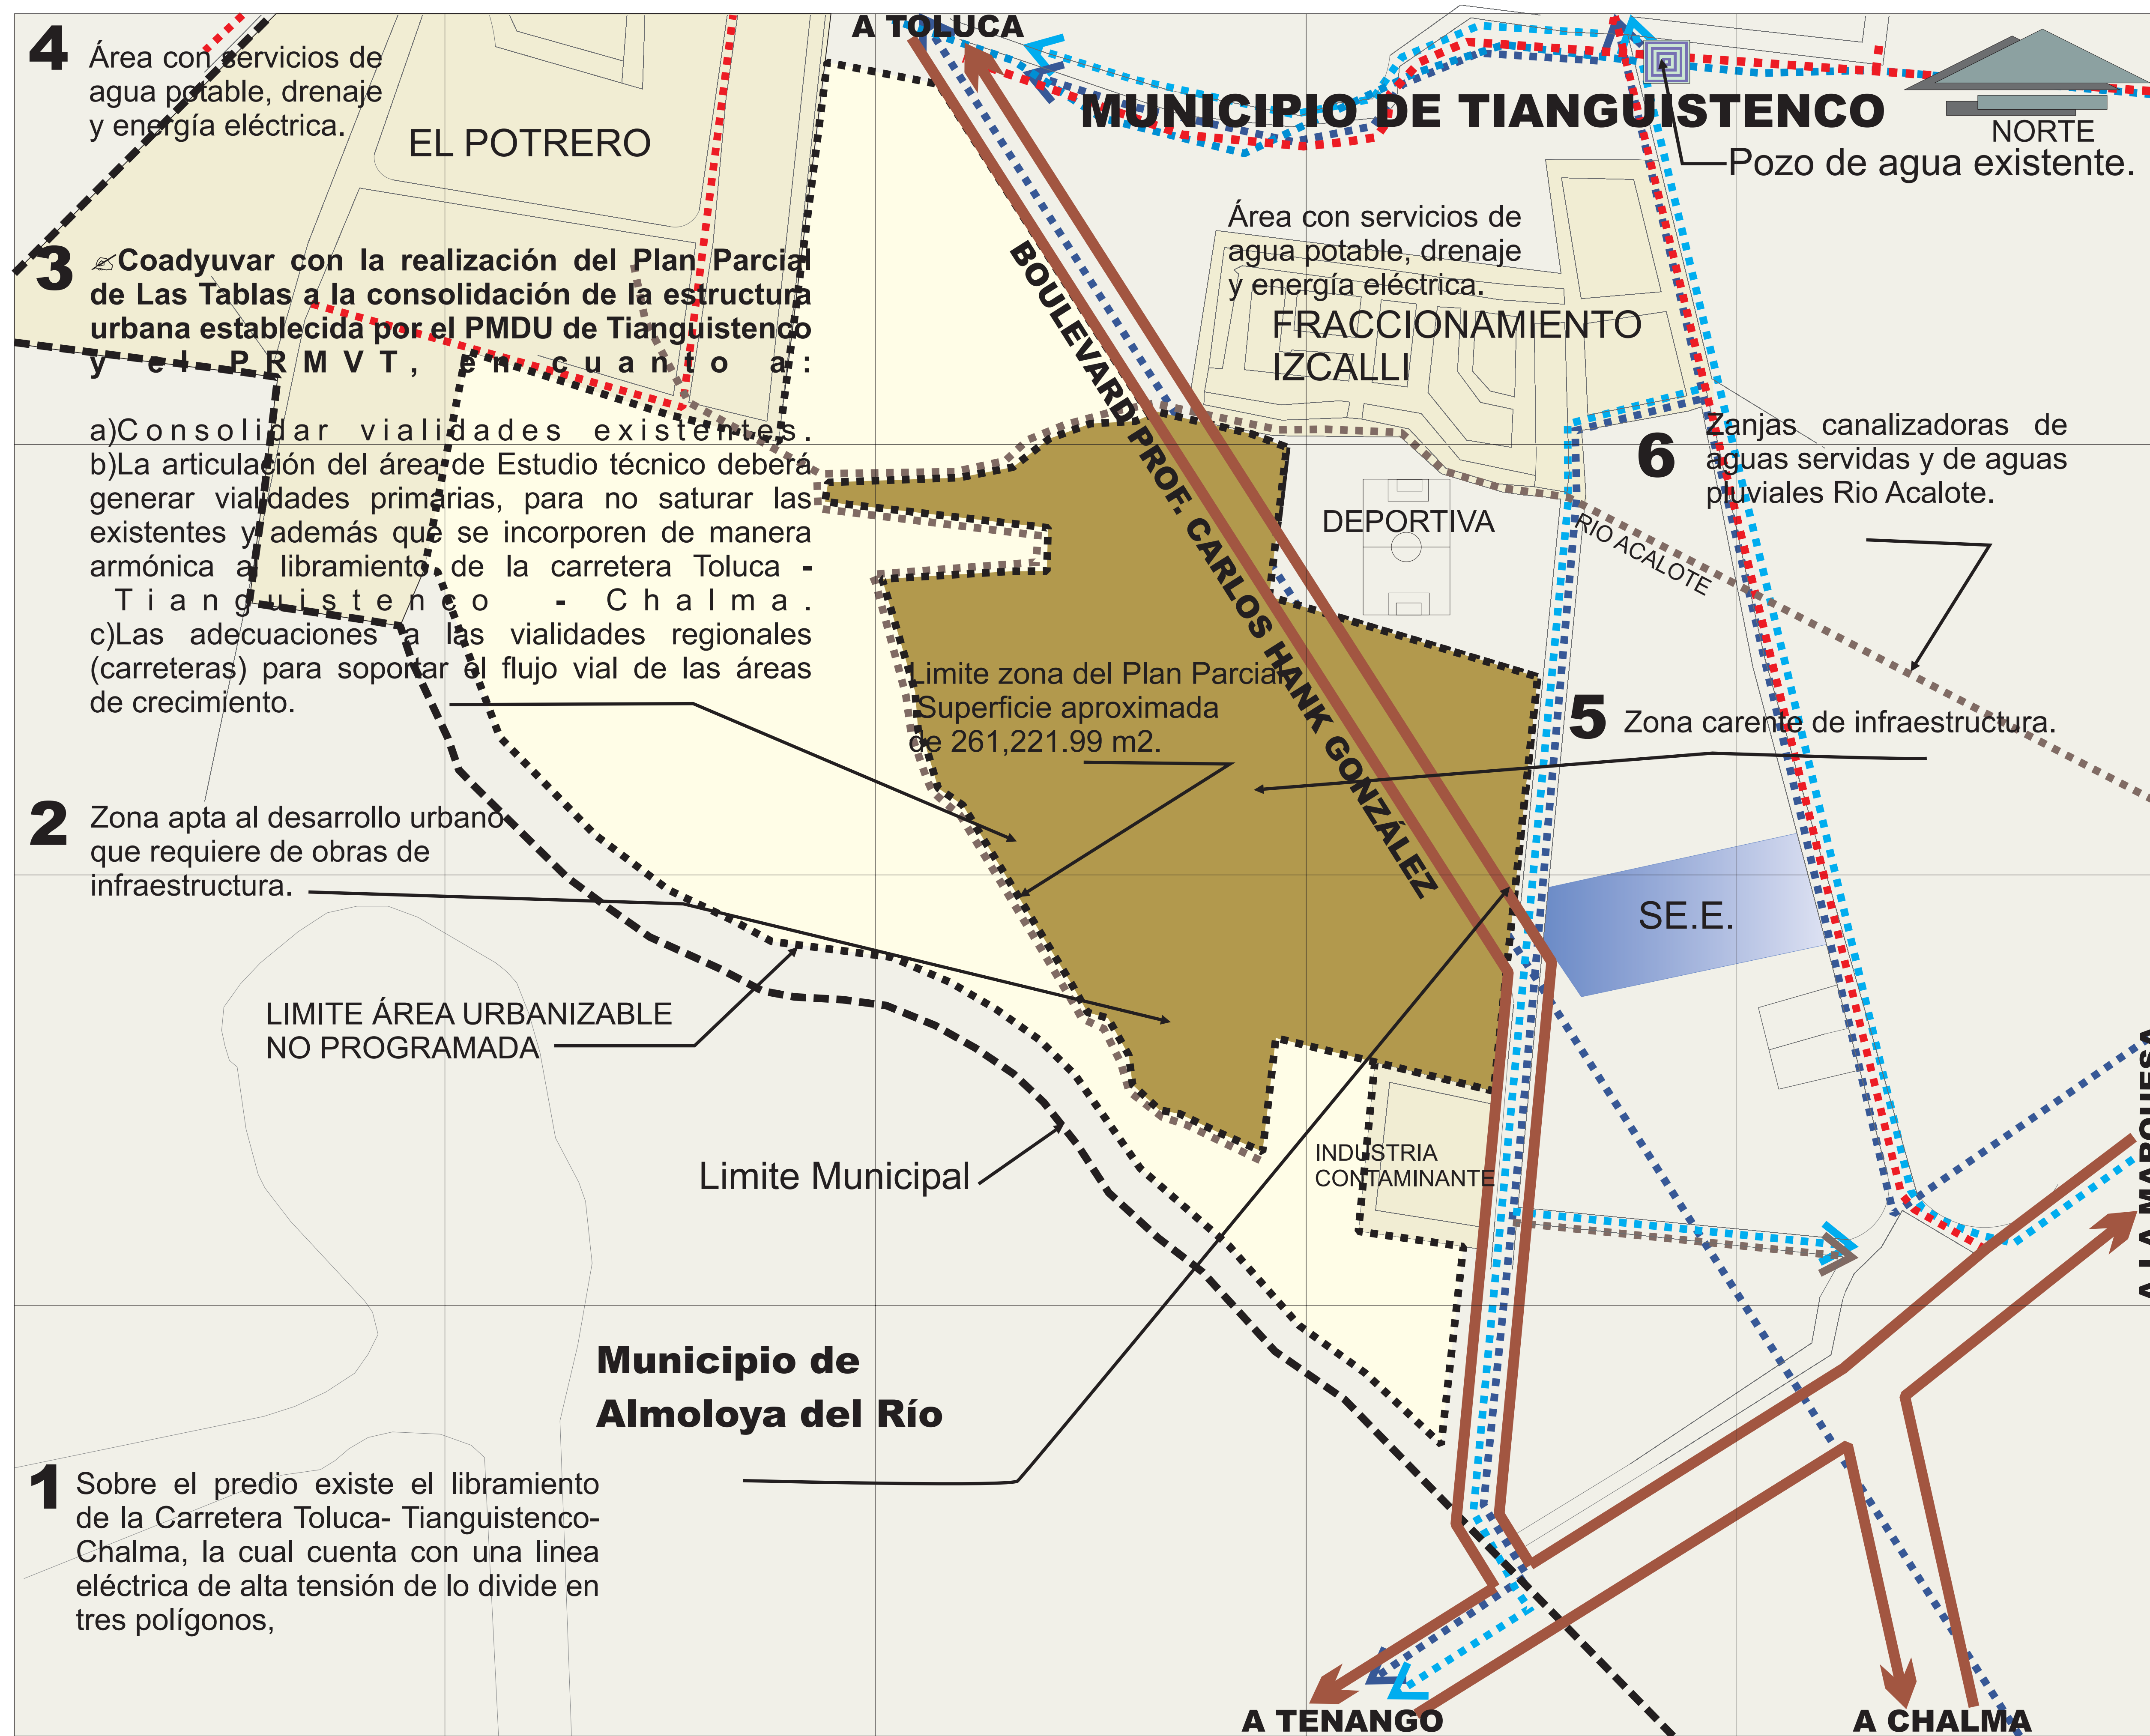 A TOLUCA
4
Área con servicios de
agua potable, drenaje
y energía eléctrica.
EL POTRERO
MUNICIPIO DE TIANGUISTENCO
NORTE
Pozo de agua existente.
Área con servicios de
agua potable, drenaje
y energía eléctrica.
FRACCIONAMIENTO
IZCALLI
3
✍Coadyuvar con la realización del Plan Parcial
de Las Tablas a la consolidación de la estructura
urbana establecida por el PMDU de Tianguistenco
y el PRMVT, en cuanto a:
a)Consolidar vialidades existentes.
b)La articulación del área de Estudio técnico deberá
generar vialidades primarias, para no saturar las
existentes y además que se incorporen de manera
armónica al libramiento de la carretera Toluca -
Tianguistenco - Chalma.
c)Las adecuaciones a las vialidades regionales
(carreteras) para soportar el flujo vial de las áreas
de crecimiento.
BOULEVARD PROF. CARLOS HANK GONZÁLEZ
DEPORTIVA
6
Zanjas canalizadoras de
aguas servidas y de aguas
pluviales Rio Acalote.
RIO ACALOTE
Limite zona del Plan Parcial
Superficie aproximada
de 261,221.99 m2.
5
Zona carente de infraestructura.
2
Zona apta al desarrollo urbano
que requiere de obras de
infraestructura.
SE.E.
LIMITE ÁREA URBANIZABLE
NO PROGRAMADA
Limite Municipal
INDUSTRIA
CONTAMINANTE
A LA MARQUESA
Municipio de
Almoloya del Río
1
Sobre el predio existe el libramiento
de la Carretera Toluca- Tianguistenco-
Chalma, la cual cuenta con una linea
eléctrica de alta tensión de lo divide en
tres polígonos,
A TENANGO
A CHALMA